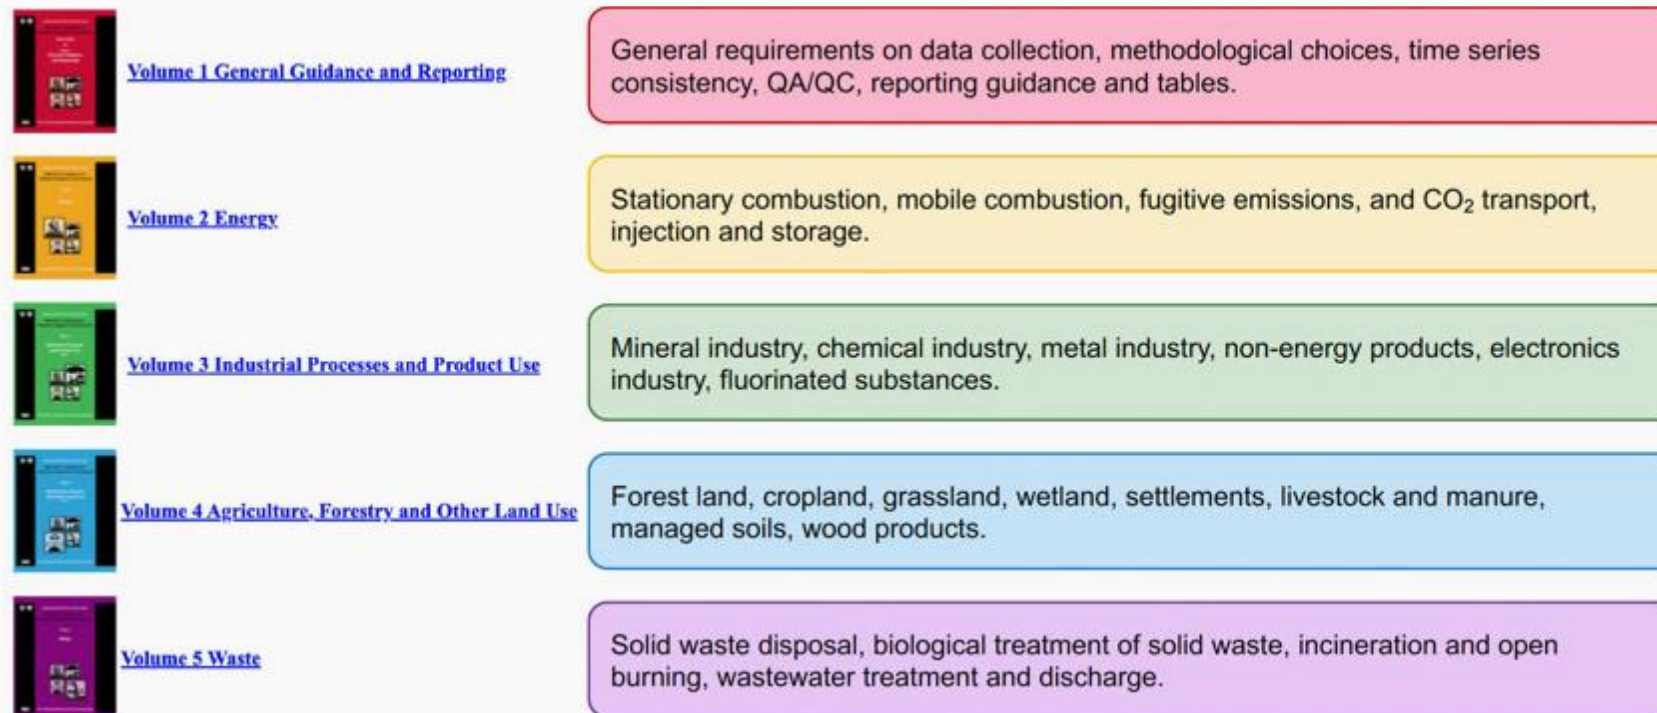 Volume 1 General Guidance and Reporting
General requirements on data collection, methodological choices, time series
consistency, QA/QC, reporting guidance and tables.
Volume 2 Energy
Stationary combustion, mobile combustion, fugitive emissions, and CO₂ transport,
injection and storage.
Volume 3 Industrial Processes and Product Use
Mineral industry, chemical industry, metal industry, non-energy products, electronics
industry, fluorinated substances.
Volume 4 Agriculture, Forestry and Other Land Use
Forest land, cropland, grassland, wetland, settlements, livestock and manure,
managed soils, wood products.
Volume 5 Waste
Solid waste disposal, biological treatment of solid waste, incineration and open
burning, wastewater treatment and discharge.